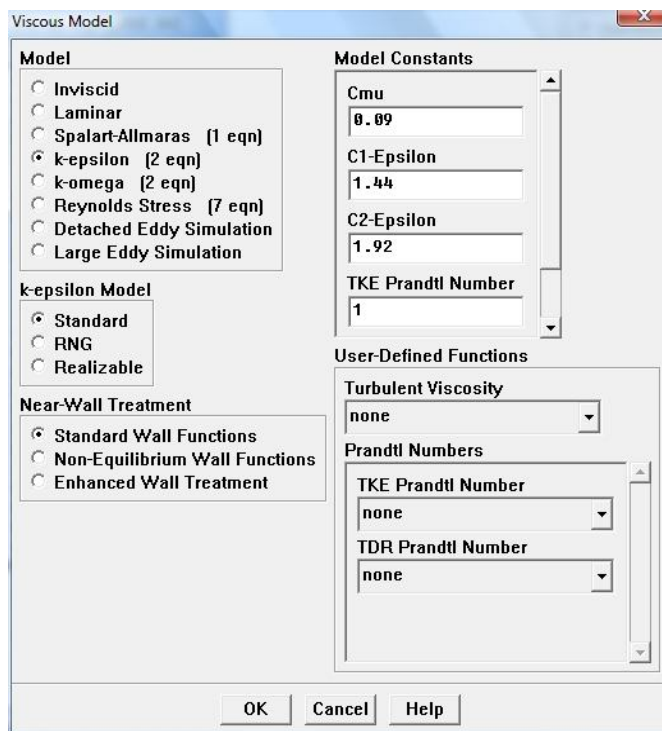 Viscous Model
Model
Inviscid
Laminar
Spalart-Allmaras (1 eqn)
k-epsilon (2 eqn)
k-omega (2 eqn)
Reynolds Stress (7 eqn)
Detached Eddy Simulation
Large Eddy Simulation
k-epsilon Model
Standard
RNG
Realizable
Near-Wall Treatment
Standard Wall Functions
Non-Equilibrium Wall Functions
Enhanced Wall Treatment
Model Constants
Cmu
0.09
C1-Epsilon
1.44
C2-Epsilon
1.92
TKE Prandtl Number
1
User-Defined Functions
Turbulent Viscosity
none
Prandtl Numbers
TKE Prandtl Number
none
TDR Prandtl Number
none
OK Cancel Help